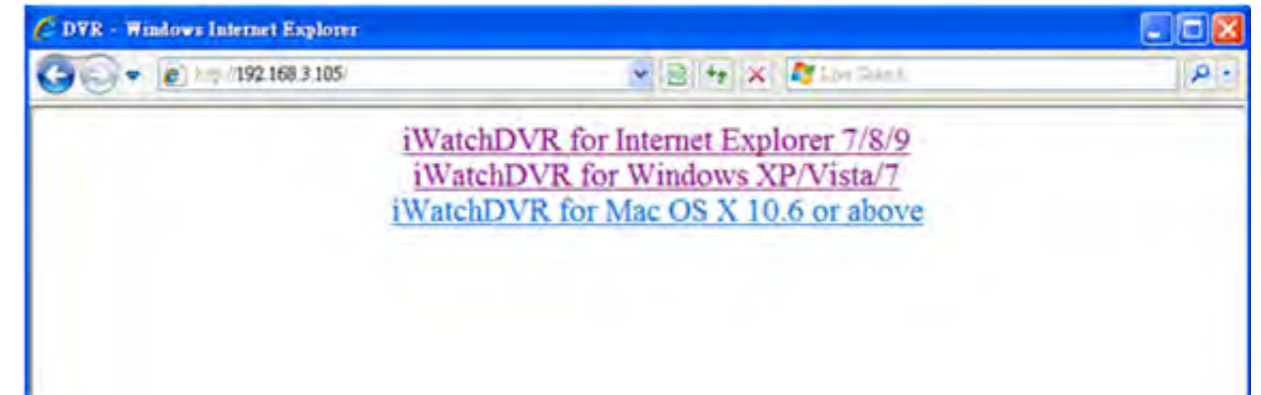 DVR - Windows Internet Explorer
http://192.168.3.105/
iWatchDVR for Internet Explorer 7/8/9
iWatchDVR for Windows XP/Vista/7
iWatchDVR for Mac OS X 10.6 or above